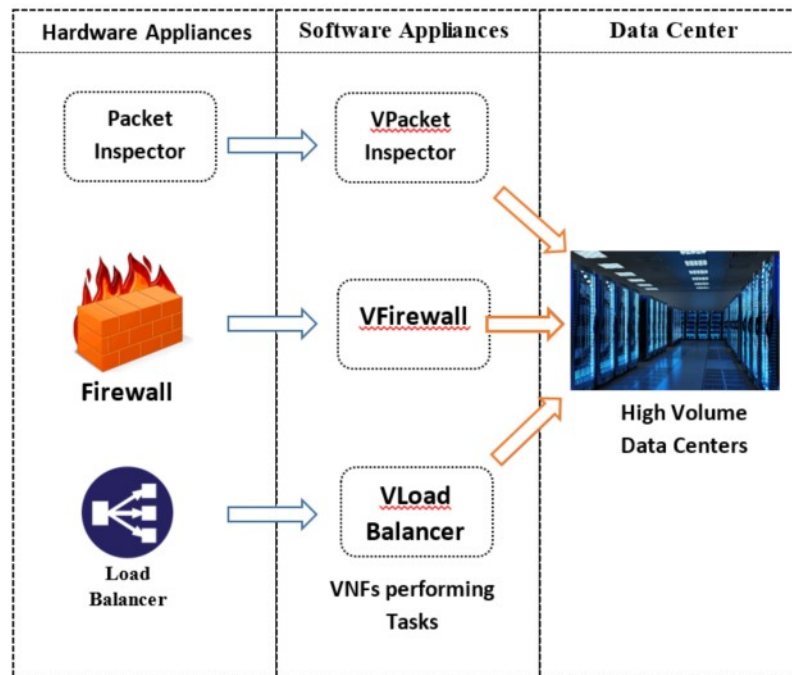 Hardware Appliances
Software Appliances
Data Center
Packet
Inspector
VPacket
Inspector
Firewall
VFirewall
High Volume
Data Centers
Load
Balancer
VLoad
Balancer
VNFs performing
Tasks